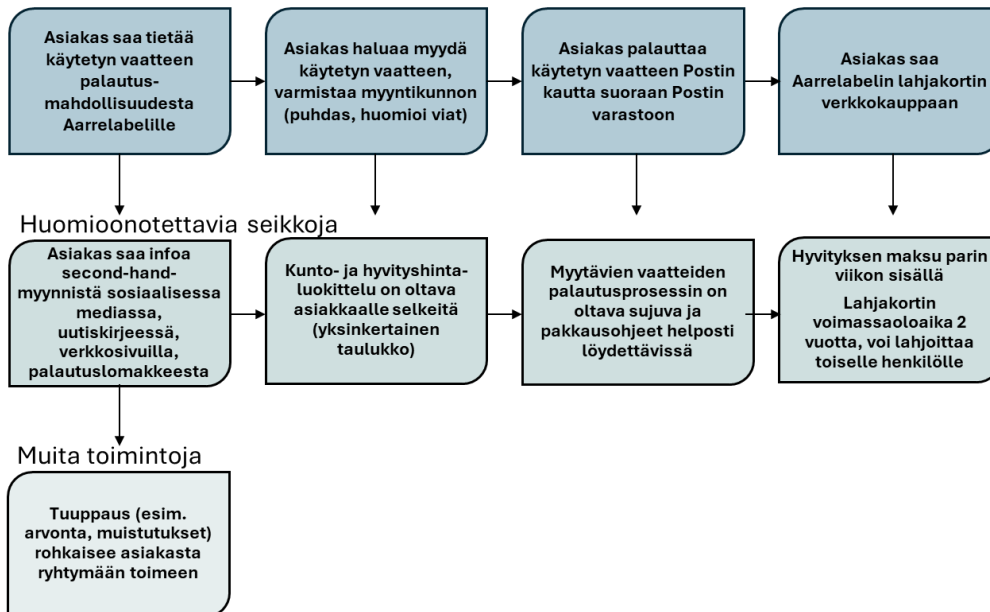 Asiakas saa tietää
käytetyn vaatteen
palautus-
mahdollisuudesta
Aarrelabelille
Asiakas haluaa myydä
käytetyn vaatteen,
varmistaa myyntikunnon
(puhdas, huomioi viat)
Asiakas palauttaa
käytetyn vaatteen Postin
kautta suoraan Postin
varastoon
Asiakas saa
Aarrelabelin lahjakortin
verkkokauppaan
Huomioonotettavia seikkoja
Asiakas saa infoa
second-hand-
myynnistä sosiaalisessa
mediassa,
uutiskirjeessä,
verkkosivuilla,
palautuslomakkeesta
Kunto- ja hyvityshinta-
luokittelu on oltava
asiakkaalle selkeitä
(yksinkertainen
taulukko)
Myytävien vaatteiden
palautusprosessin on
oltava sujuva ja
pakkausohjeet helposti
löydettävissä
Hyvityksen maksu parin
viikon sisällä
Lahjakortin
voimassaoloaika 2
vuotta, voi lahjoittaa
toiselle henkilölle
Muita toimintoja
Tuuppaus (esim.
arvonta, muistutukset)
rohkaisee asiakasta
ryhtymään toimeen